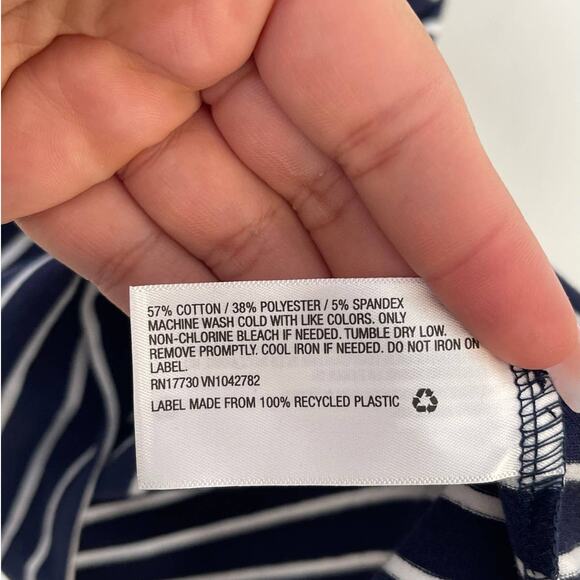 57% COTTON / 38% POLYESTER / 5% SPANDEX
MACHINE WASH COLD WITH LIKE COLORS. ONLY
NON-CHLORINE BLEACH IF NEEDED. TUMBLE DRY LOW.
REMOVE PROMPTLY. COOL IRON IF NEEDED. DO NOT IRON ON
LABEL.
RN17730 VN1042782
LABEL MADE FROM 100% RECYCLED PLASTIC